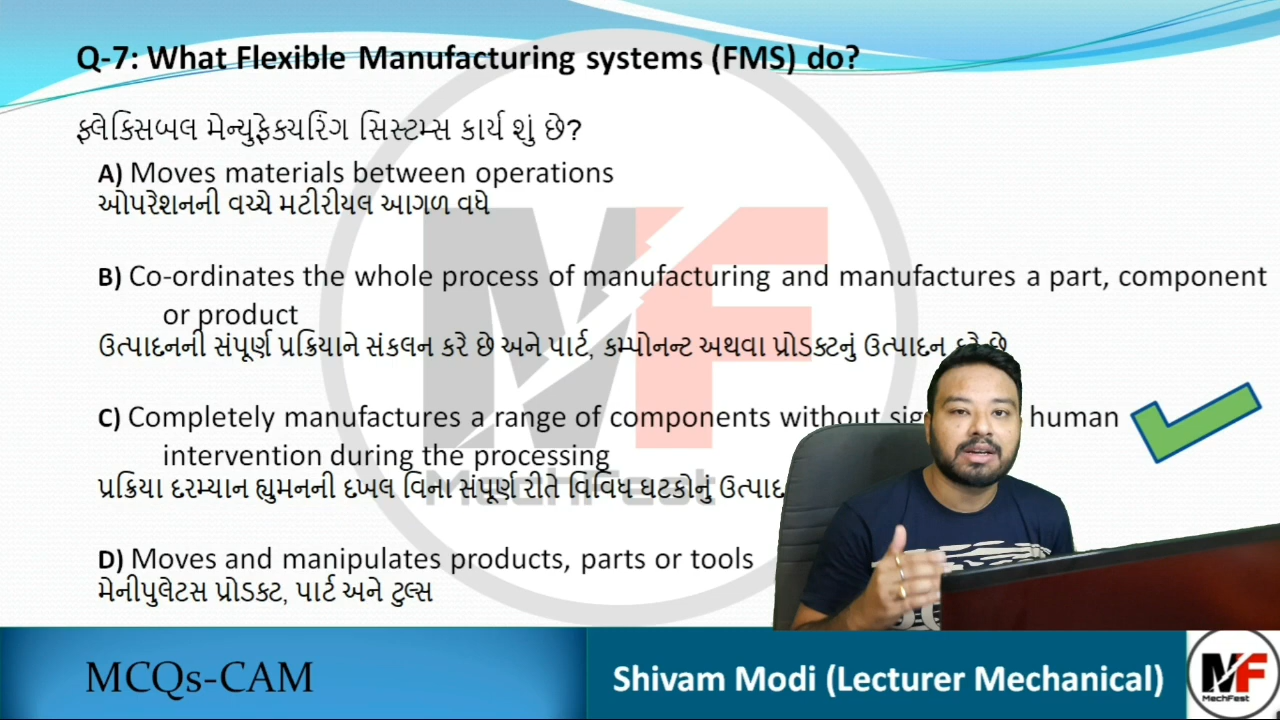 Q-7: What Flexible Manufacturing systems (FMS) do?
ફ્લેક્સિબલ મેન્યુફેક્ચરિંગ સિસ્ટમ્સ કાર્ય શું છે?
A) Moves materials between operations
ઓપરેશનની વચ્ચે મટીરીયલ આગળ વધે
B) Co-ordinates the whole process of manufacturing and manufactures a part, component
or product
ઉત્પાદનની સંપૂર્ણ પ્રક્રિયાને સંકલન કરે છે અને પાર્ટ, કમ્પોનન્ટ અથવા પ્રોડક્ટનું ઉત્પાદન કરે છે
C) Completely manufactures a range of components without human
intervention during the processing
પ્રક્રિયા દરમ્યાન હ્યુમનની દખલ વિના સંપૂર્ણ રીતે વિવિધ ઘટકોનું
D) Moves and manipulates products, parts or tools
મેનીપુલેટસ પ્રોડક્ટ, પાર્ટ અને ટુલ્સ
MF
MechFest
MCQs-CAM
Shivam Modi (Lecturer Mechanical)
MF
MechFest